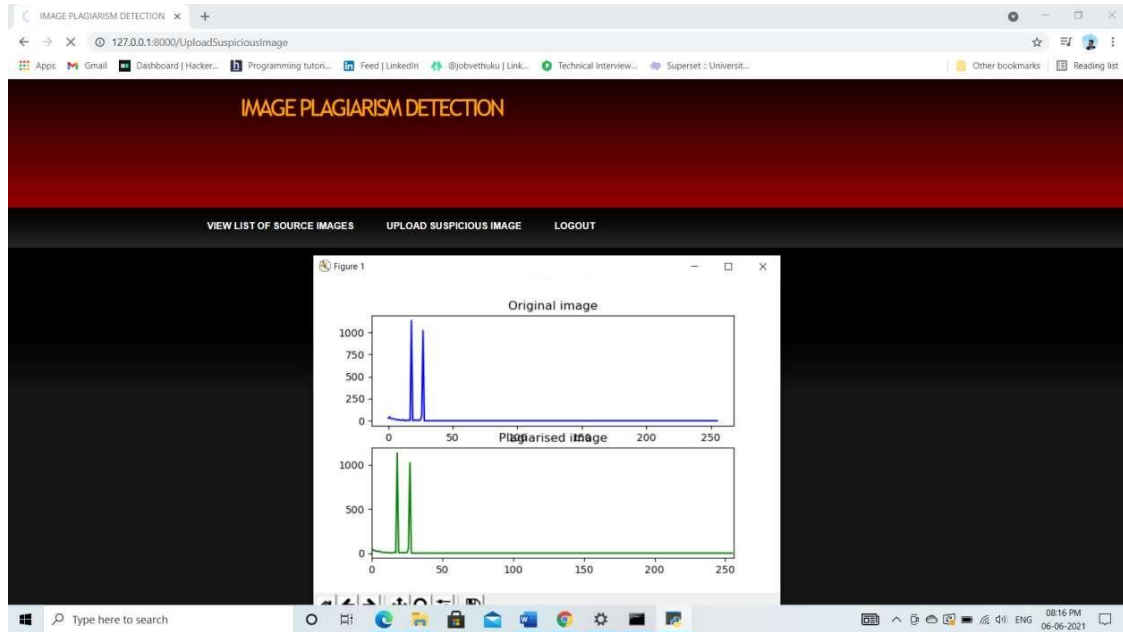 IMAGE PLAGIARISM DETECTION
127.0.0.1:8000/UploadSuspiciousImage
Apps Gmail Dashboard | Hacker... Programming tutori... Feed | LinkedIn @jobvethuku | Link... Technical Interview... Superset :: Universit... Other bookmarks Reading list
IMAGE PLAGIARISM DETECTION
VIEW LIST OF SOURCE IMAGES UPLOAD SUSPICIOUS IMAGE LOGOUT
Figure 1
Original image
1000
750
500
250
0
0 50 100 150 200 250
Plagiarised image
1000
500
0
0 50 100 150 200 250
Type here to search
ENG 08:16 PM
06-06-2021